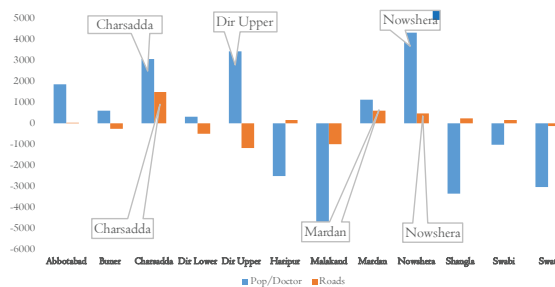 5000
4000
3000
2000
1000
0
-1000
-2000
-3000
-4000
-5000
-6000
Charsadda
Dir Upper
Nowshera
Charsadda
Mardan
Nowshera
Abbotabad Buner Charsadda Dir Lower Dir Upper Haripur Malakand Mardan Nowshera Shangla Swabi Swat
Pop/Doctor Roads